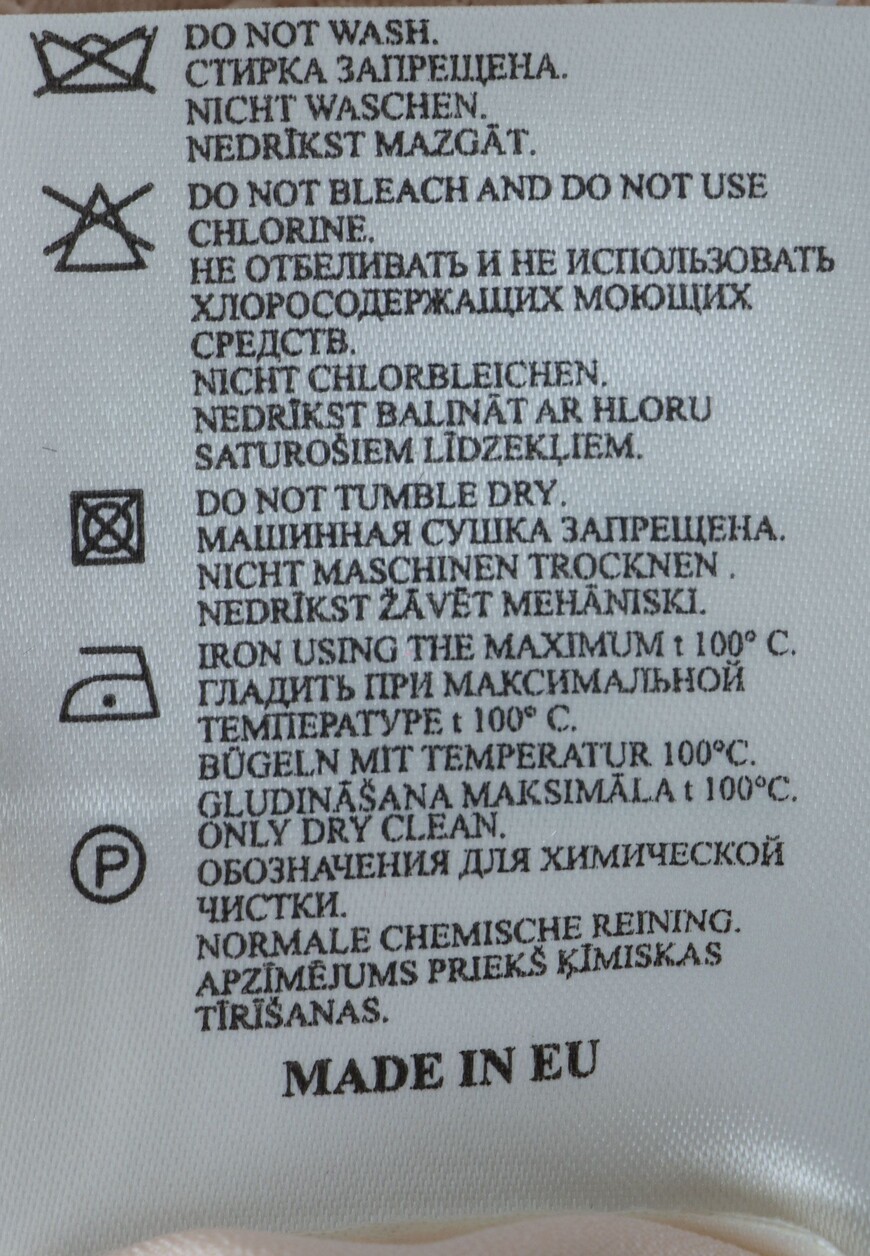 DO NOT WASH.
СТИРКА ЗАПРЕЩЕНА.
NICHT WASCHEN.
NEDRĪKST MAZGĀT.
DO NOT BLEACH AND DO NOT USE
CHLORINE.
НЕ ОТБЕЛИВАТЬ И НЕ ИСПОЛЬЗОВАТЬ
ХЛОРОСОДЕРЖАЩИХ МОЮЩИХ
СРЕДСТВ.
NICHT CHLORBLEICHEN.
NEDRĪKST BALINĀT AR HLORU
SATUROŠIEM LĪDZEKĻIEM.
DO NOT TUMBLE DRY.
МАШИННАЯ СУШКА ЗАПРЕЩЕНА.
NICHT MASCHINEN TROCKNEN .
NEDRĪKST ŽĀVĒT MEHĀNISKI.
IRON USING THE MAXIMUM t 100° C.
ГЛАДИТЬ ПРИ МАКСИМАЛЬНОЙ
ТЕМПЕРАТУРЕ t 100° C.
BÜGELN MIT TEMPERATUR 100°C.
GLUDINĀŠANA MAKSIMĀLA t 100°C.
ONLY DRY CLEAN.
ОБОЗНАЧЕНИЯ ДЛЯ ХИМИЧЕСКОЙ
ЧИСТКИ.
P
NORMALE CHEMISCHE REINING.
APZĪMĒJUMS PRIEKŠ ĶĪMISKAS
TĪRĪŠANAS.
MADE IN EU